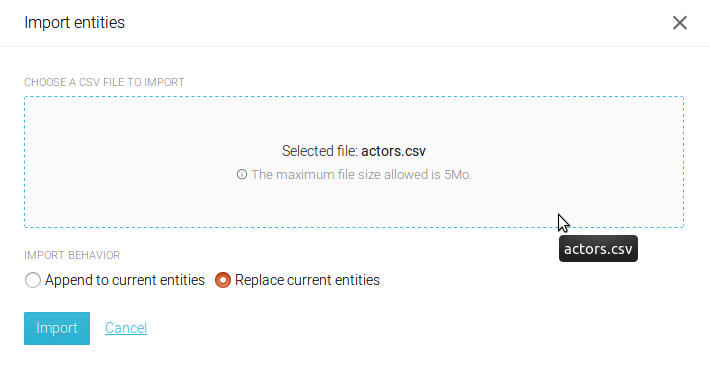 Import entities
CHOOSE A CSV FILE TO IMPORT
Selected file: actors.csv
The maximum file size allowed is 5Mo.
actors.csv
IMPORT BEHAVIOR
Append to current entities Replace current entities
Import Cancel